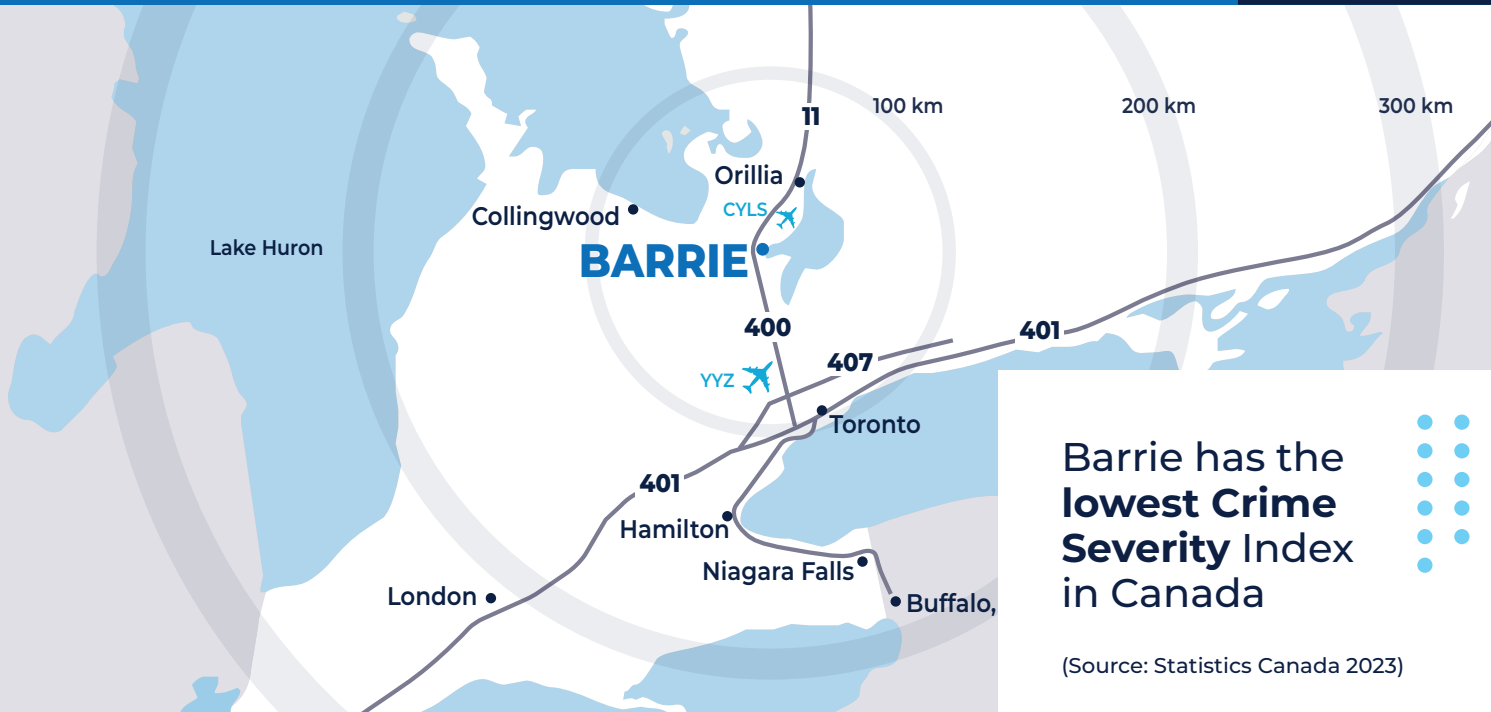 11
100 km
200 km
300 km
Orillia
CYLS
Collingwood
Lake Huron
BARRIE
400
401
407
YYZ
Toronto
401
Hamilton
Niagara Falls
London
Buffalo,
Barrie has the
lowest Crime
Severity Index
in Canada
(Source: Statistics Canada 2023)